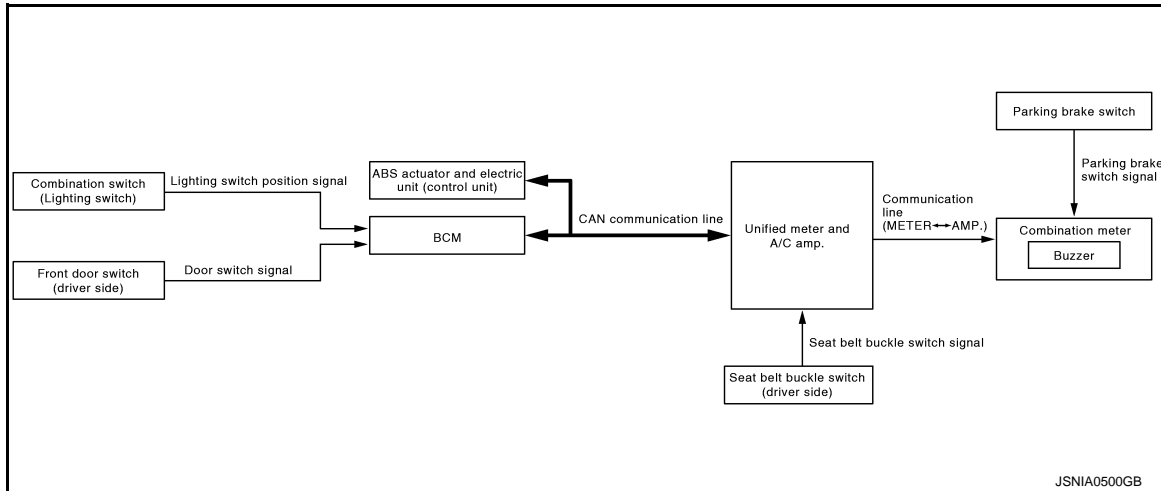 Combination switch
(Lighting switch)
Lighting switch position signal
Front door switch
(driver side)
Door switch signal
ABS actuator and electric
unit (control unit)
BCM
CAN communication line
Unified meter and
A/C amp.
Seat belt buckle switch signal
Seat belt buckle switch
(driver side)
Communication
line
(METER↔AMP.)
Parking brake switch
Parking brake
switch signal
Combination meter
Buzzer
JSNIA0500GB